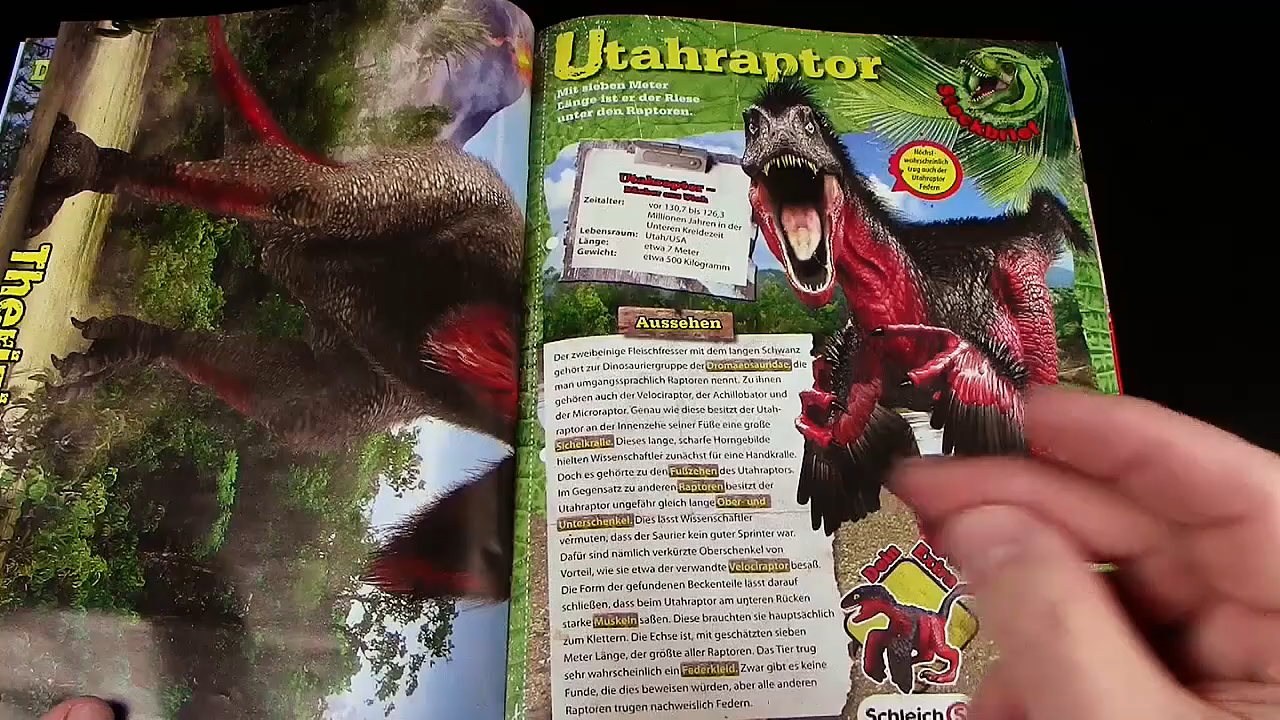 Utahraptor
Mit sieben Meter
Länge ist er der Riese
unter den Raptoren.
Steckbrief
Höchst-
wahrscheinlich
trug auch der
Utahraptor
Federn
Utahraptor –
Zeitalter: vor 130,7 bis 126,3
Millionen Jahren in der
Unteren Kreidezeit
Lebensraum: Utah/USA
Länge: etwa 7 Meter
Gewicht: etwa 500 Kilogramm
Aussehen
Der zweibeinige Fleischfresser mit dem langen Schwanz
gehört zur Dinosauriergruppe der Dromaeosauridae, die
man umgangssprachlich Raptoren nennt. Zu ihnen
gehören auch der Velociraptor, der Achillobator und
der Microraptor. Genau wie diese besitzt der Utah-
raptor an der Innenzehe seiner Füße eine große
Sichelkralle. Dieses lange, scharfe Horngebilde
hielten Wissenschaftler zunächst für eine Handkralle.
Doch es gehörte zu den Fußzehen des Utahraptors.
Im Gegensatz zu anderen Raptoren besitzt der
Utahraptor ungefähr gleich lange Ober- und
Unterschenkel. Dies lässt Wissenschaftler
vermuten, dass der Saurier kein guter Sprinter war.
Dafür sind nämlich verkürzte Oberschenkel von
Vorteil, wie sie etwa der verwandte Velociraptor besaß.
Die Form der gefundenen Beckenteile lässt darauf
schließen, dass beim Utahraptor am unteren Rücken
starke Muskeln saßen. Diese brauchten sie hauptsächlich
zum Klettern. Die Echse ist, mit geschätzten sieben
Meter Länge, der größte aller Raptoren. Das Tier trug
sehr wahrscheinlich ein Federkleid. Zwar gibt es keine
Funde, die dies beweisen würden, aber alle anderen
Raptoren trugen nachweislich Federn.
Dein Extra
Schleich S